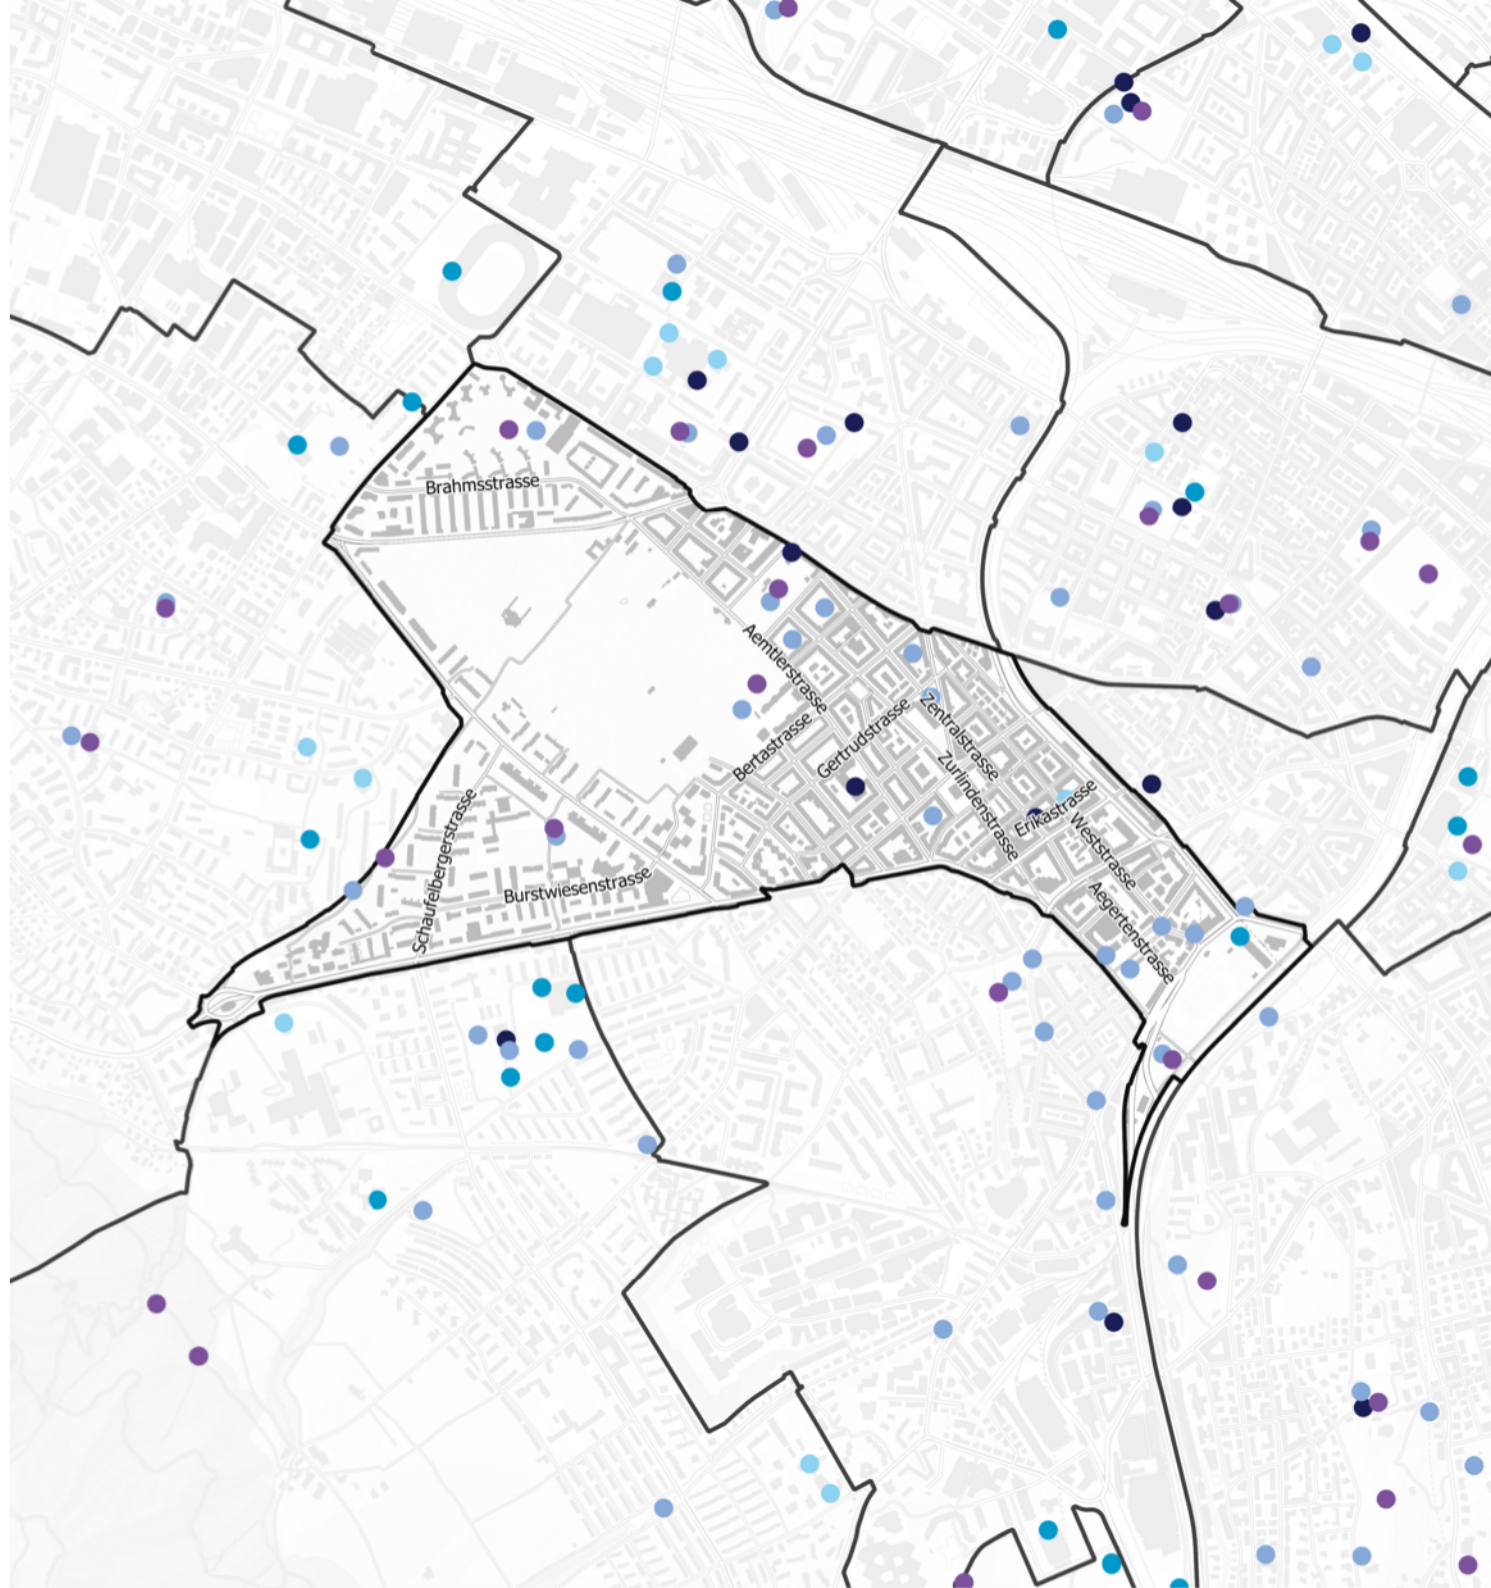 Brahmsstrasse
Aemtlerstrasse
Bertastrasse
Gertrudstrasse
Zentralstrasse
Zurlindenstrasse
Erikastrasse
Weststrasse
Aegertenstrasse
Schaufelbergerstrasse
Burstwiesenstrasse